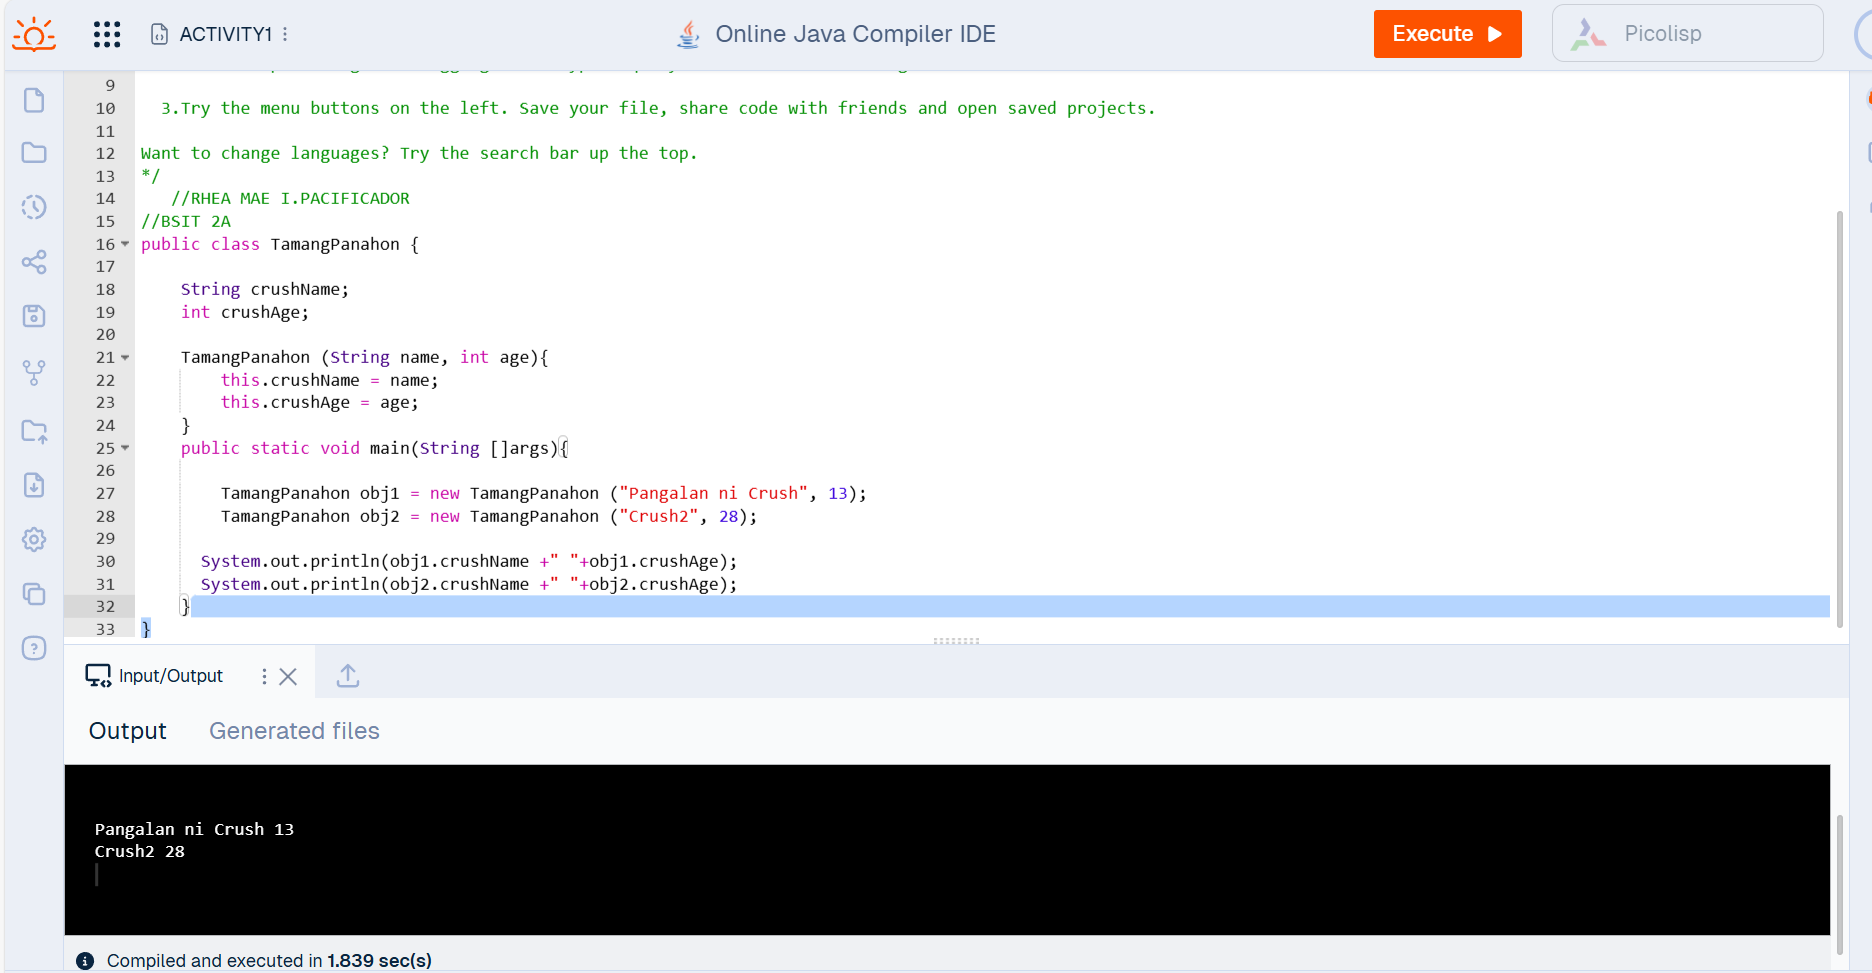 ACTIVITY1
Online Java Compiler IDE
Execute
Picolisp
9
10 3.Try the menu buttons on the left. Save your file, share code with friends and open saved projects.
11
12 Want to change languages? Try the search bar up the top.
13 */
14 //RHEA MAE I.PACIFICADOR
15 //BSIT 2A
16 public class TamangPanahon {
17
18 String crushName;
19 int crushAge;
20
21 TamangPanahon (String name, int age){
22 this.crushName = name;
23 this.crushAge = age;
24 }
25 public static void main(String []args){
26
27 TamangPanahon obj1 = new TamangPanahon ("Pangalan ni Crush", 13);
28 TamangPanahon obj2 = new TamangPanahon ("Crush2", 28);
29
30 System.out.println(obj1.crushName +" "+obj1.crushAge);
31 System.out.println(obj2.crushName +" "+obj2.crushAge);
32 }
33 }
Input/Output
Output Generated files
Pangalan ni Crush 13
Crush2 28
Compiled and executed in 1.839 sec(s)